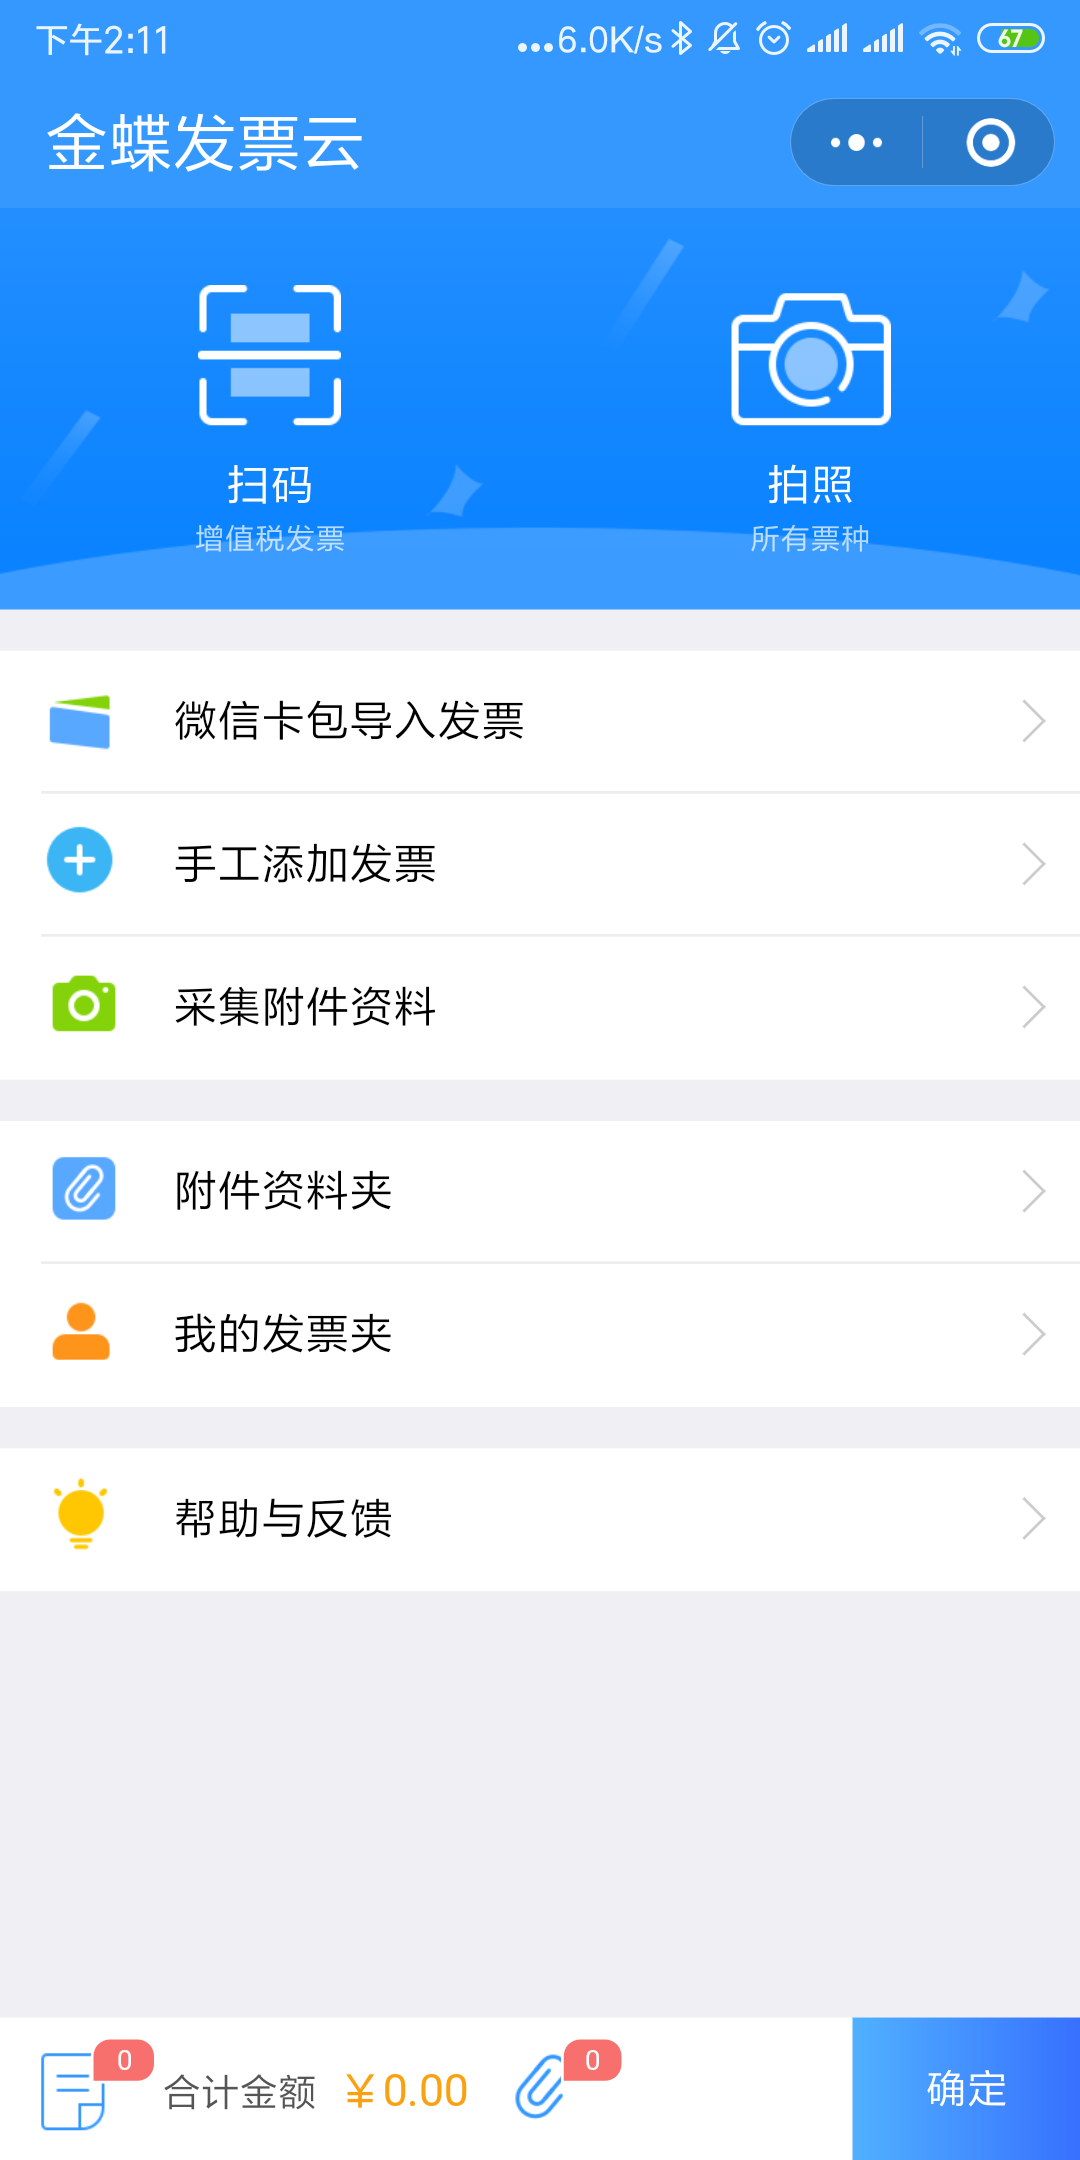 下午2:11
...6.0K/s
67
金蝶发票云
扫码
拍照
增值税发票
所有票种
微信卡包导入发票
手工添加发票
采集附件资料
附件资料夹
我的发票夹
帮助与反馈
0
合计金额 ¥0.00
0
确定